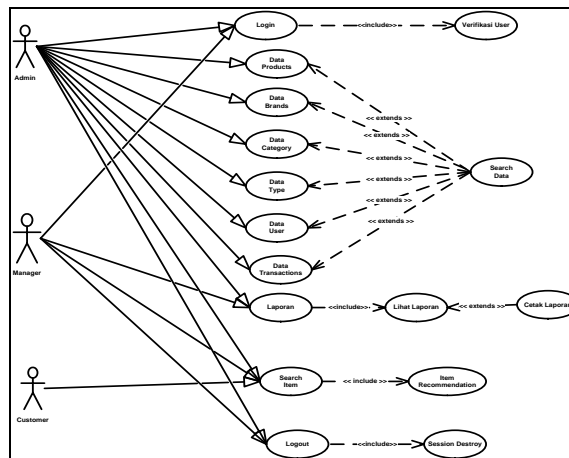 Login
<<include>>
Verifikasi User
Admin
Data
Products
Data
Brands
<< extends >>
Data
Category
<< extends >>
<< extends >>
Search
Data
Data
Type
<< extends >>
<< extends >>
Data
User
<< extends >>
Manager
Data
Transactions
Laporan
<<include>>
Lihat Laporan
<< extends >>
Cetak Laporan
Search
Item
<< include >>
Item
Recommendation
Customer
Logout
<<include>>
Session Destroy